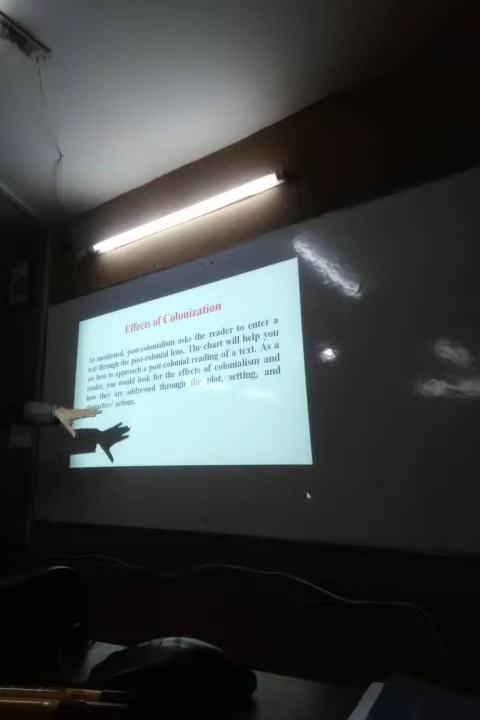 Effects of Colonization
As mentioned, post-colonialism asks the reader to enter a
text through the post-colonial lens. The chart will help you
see how to approach a post-colonial reading of a text. As a
reader, you would look for the effects of colonialism and
how they are addressed through the plot, setting, and
characters' actions.